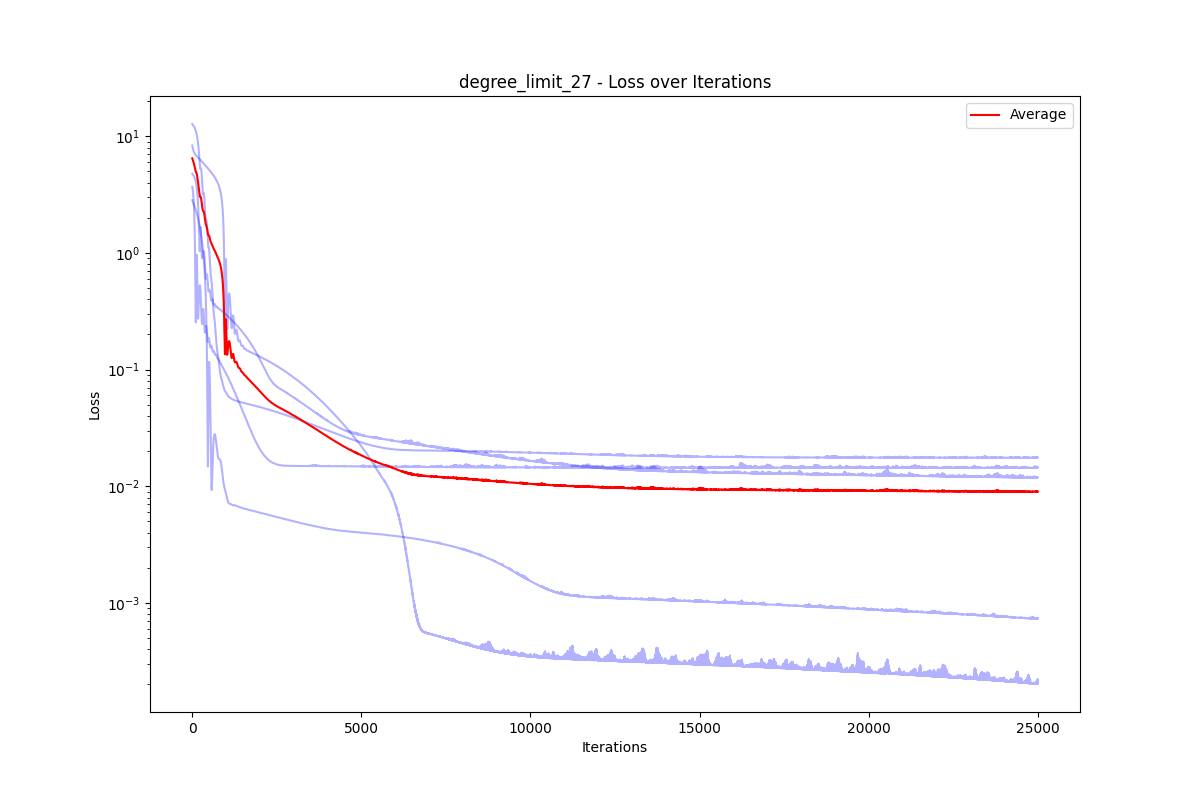 degree_limit_27 - Loss over Iterations
Average
10¹
10⁰
10⁻¹
10⁻²
10⁻³
Loss
0 5000 10000 15000 20000 25000
Iterations